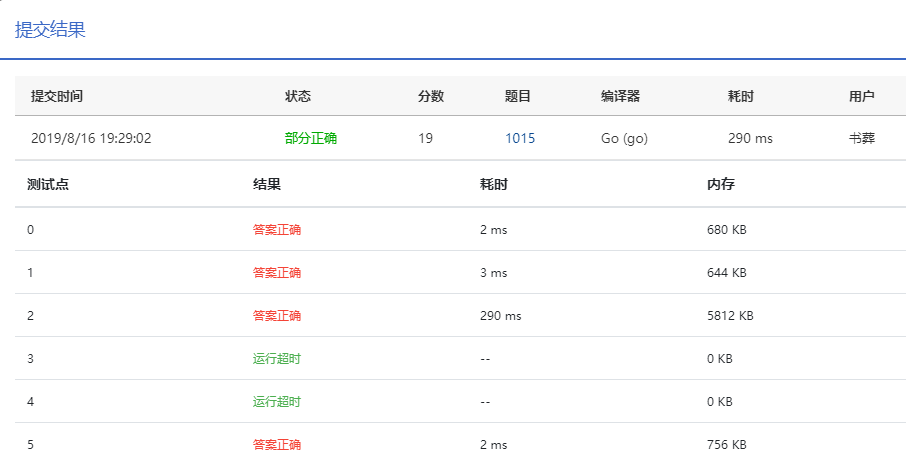 提交结果
提交时间 状态 分数 题目 编译器 耗时 用户
2019/8/16 19:29:02 部分正确 19 1015 Go (go) 290 ms 书葬
测试点 结果 耗时 内存
0 答案正确 2 ms 680 KB
1 答案正确 3 ms 644 KB
2 答案正确 290 ms 5812 KB
3 运行超时 -- 0 KB
4 运行超时 -- 0 KB
5 答案正确 2 ms 756 KB